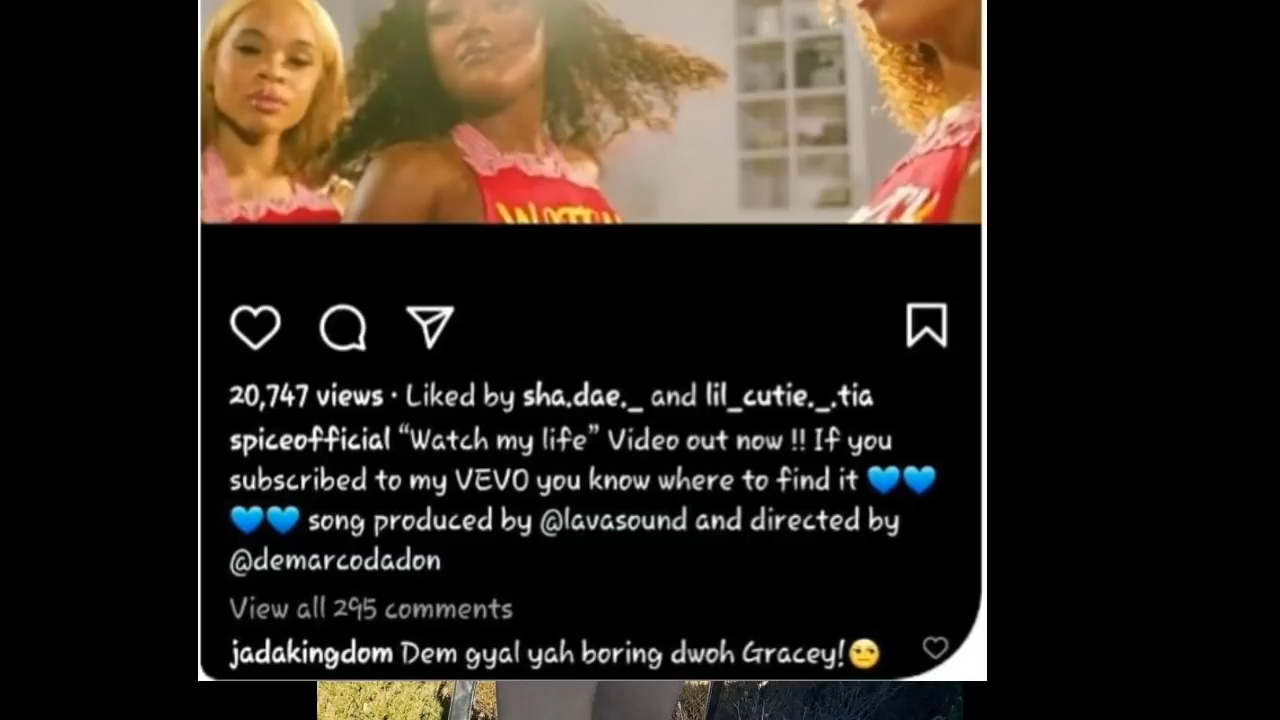 20,747 views · Liked by sha.dae._ and lil_cutie._.tia
spiceofficial “Watch my life” Video out now !! If you
subscribed to my VEVO you know where to find it 💙💙
💙💙 song produced by @lavasound and directed by
@demarcodadon
View all 295 comments
jadakingdom Dem gyal yah boring dwoh Gracey!😒